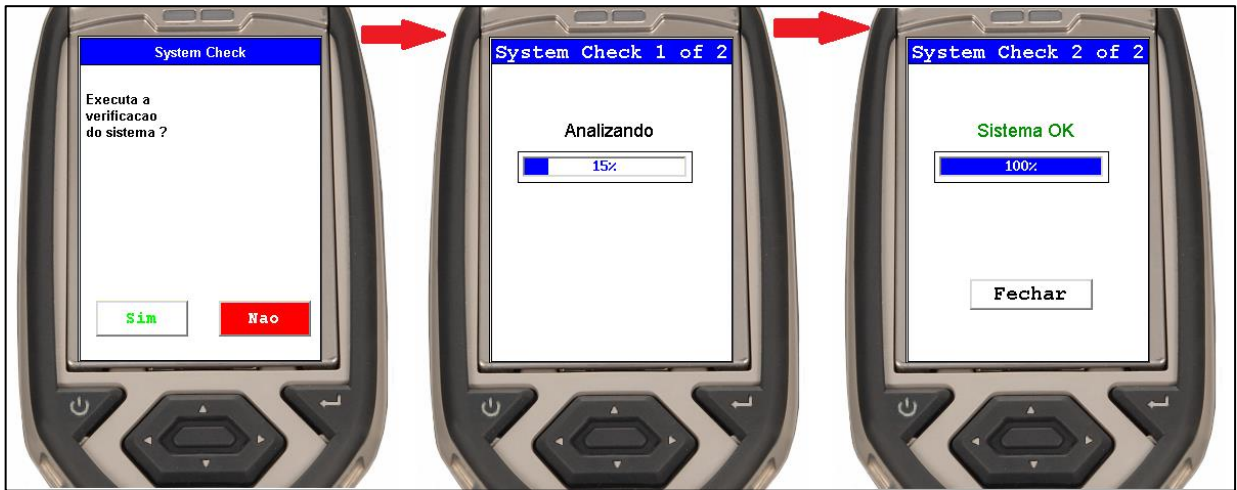 System Check
Executa a
verificacao
do sistema ?
Sim
Nao
System Check 1 of 2
Analizando
15%
System Check 2 of 2
Sistema OK
100%
Fechar